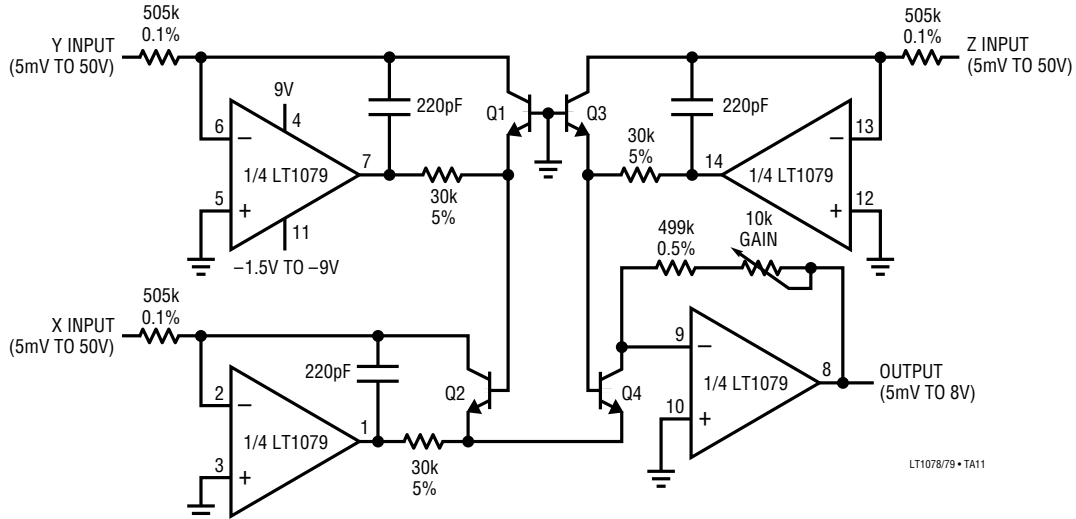 505k
0.1%
Y INPUT
(5mV TO 50V)
9V
4
6
–
1/4 LT1079
7
5
+
11
–1.5V TO –9V
220pF
30k
5%
Q1
Q3
220pF
30k
5%
14
505k
0.1%
Z INPUT
(5mV TO 50V)
13
–
1/4 LT1079
12
+
505k
0.1%
X INPUT
(5mV TO 50V)
2
–
1/4 LT1079
1
3
+
220pF
30k
5%
Q2
Q4
499k
0.5%
10k
GAIN
9
–
1/4 LT1079
8
10
+
OUTPUT
(5mV TO 8V)
LT1078/79 • TA11